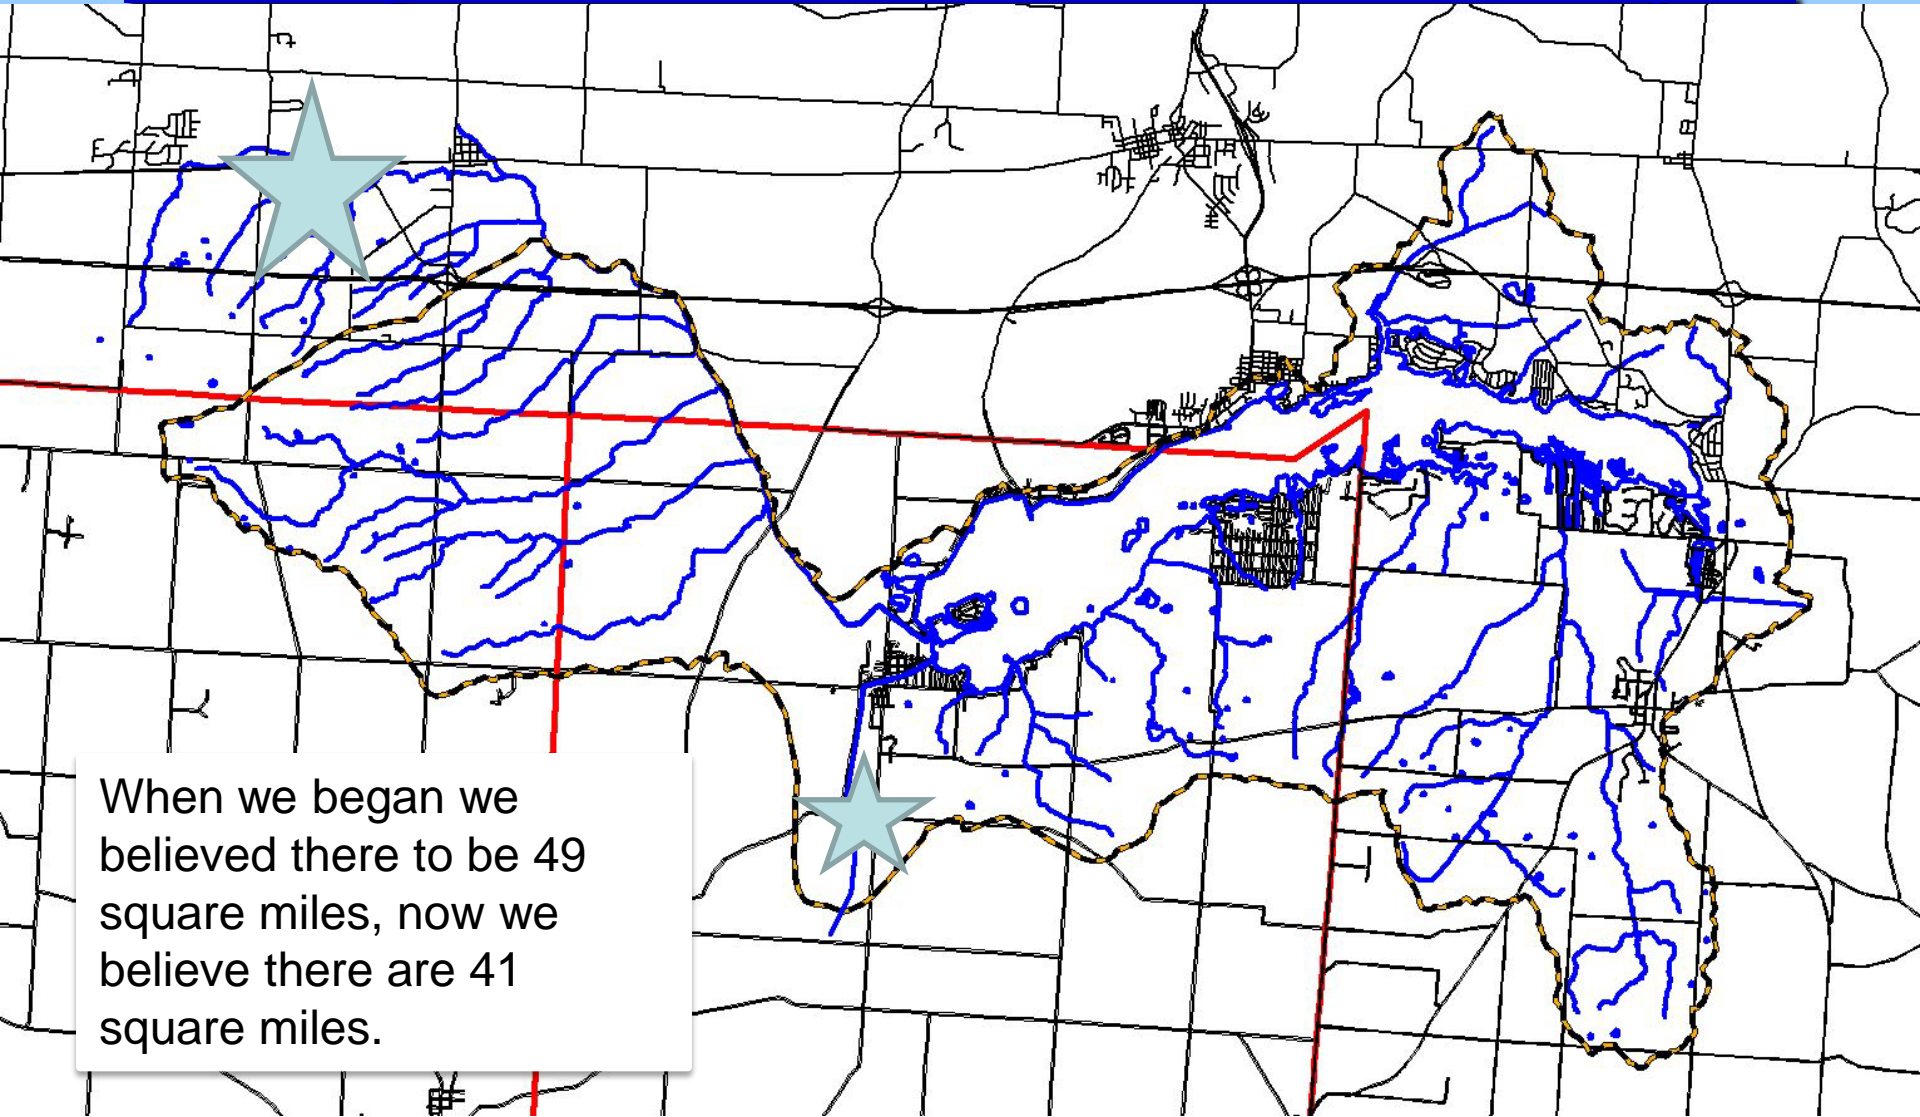 When we began we
believed there to be 49
square miles, now we
believe there are 41
square miles.